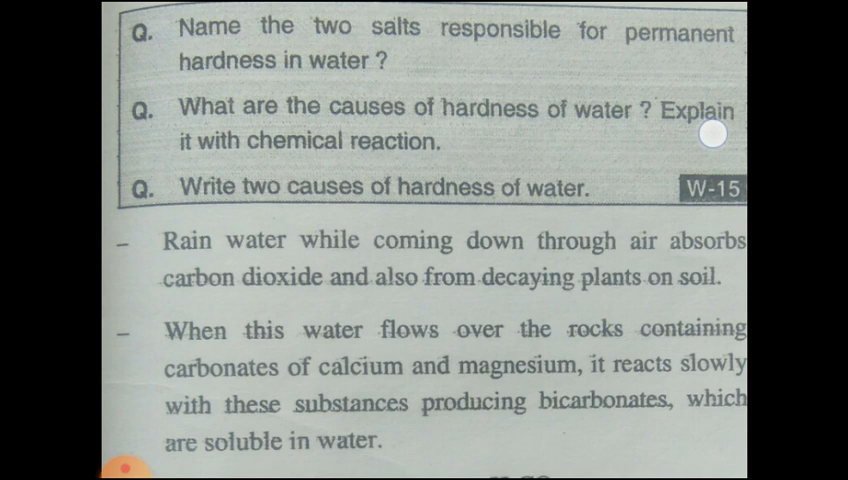 Q. Name the two salts responsible for permanent
hardness in water ?
Q. What are the causes of hardness of water ? Explain
it with chemical reaction.
Q. Write two causes of hardness of water. W-15
– Rain water while coming down through air absorbs
carbon dioxide and also from decaying plants on soil.
– When this water flows over the rocks containing
carbonates of calcium and magnesium, it reacts slowly
with these substances producing bicarbonates, which
are soluble in water.